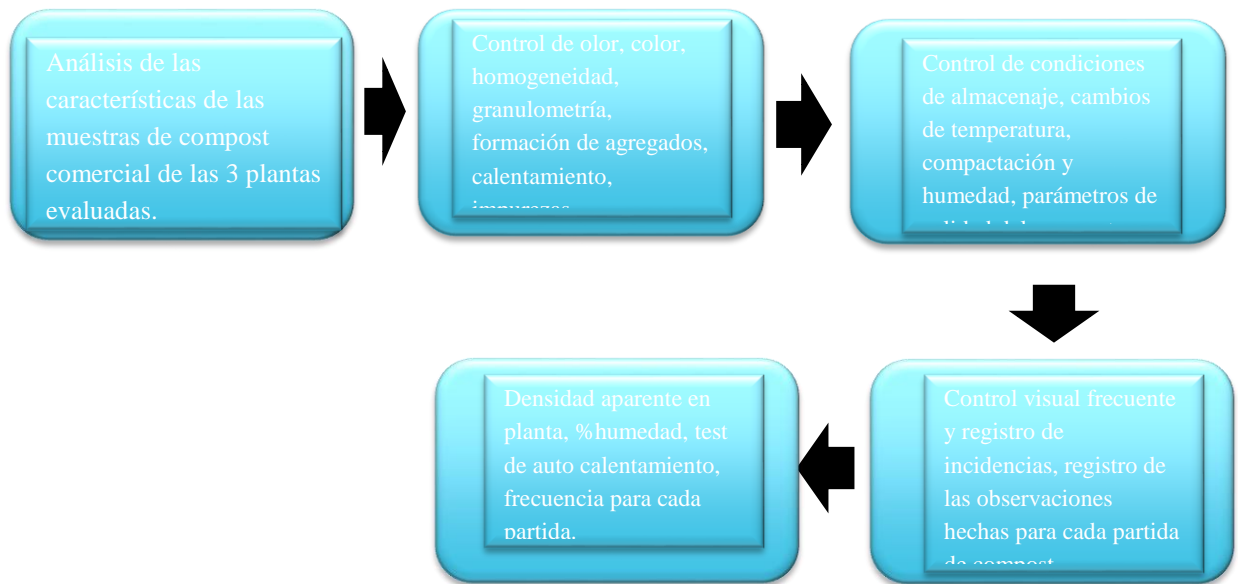 Análisis de las
características de las
muestras de compost
comercial de las 3 plantas
evaluadas.
Control de olor, color,
homogeneidad,
granulometría,
formación de agregados,
calentamiento,
impurezas
Control de condiciones
de almacenaje, cambios
de temperatura,
compactación y
humedad, parámetros de
Control visual frecuente
y registro de
incidencias, registro de
las observaciones
hechas para cada partida
de compost
Densidad aparente en
planta, %humedad, test
de auto calentamiento,
frecuencia para cada
partida.